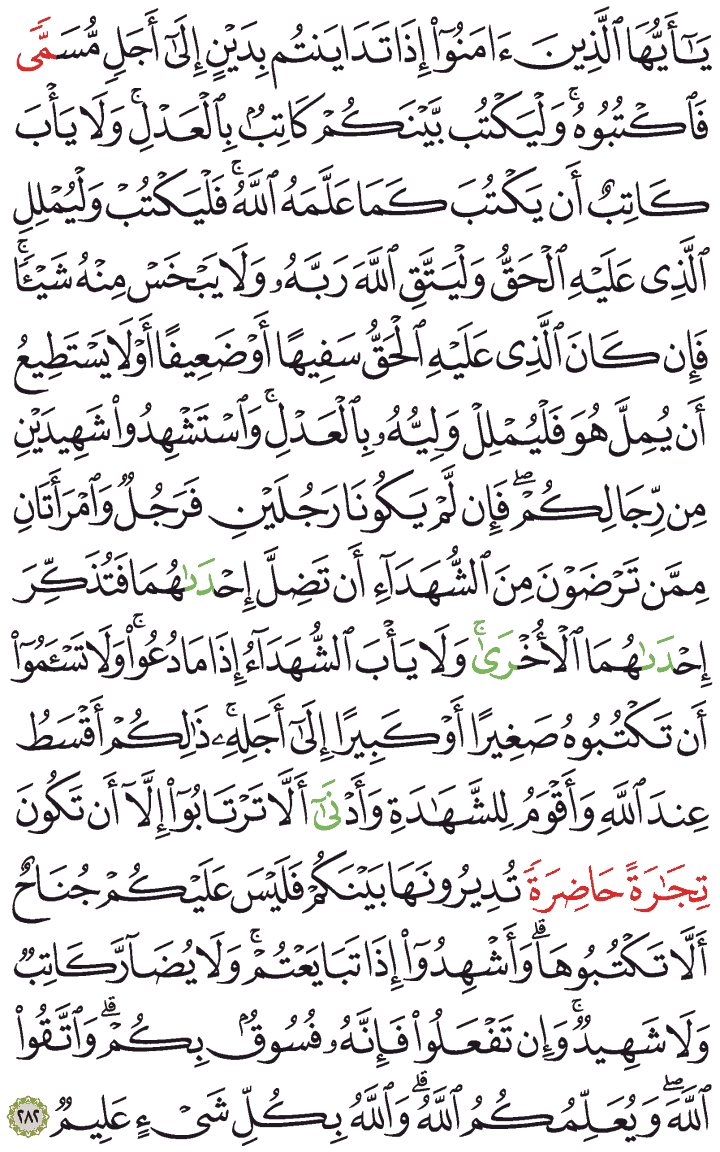 يَـٰٓأَيُّهَا ٱلَّذِينَ ءَامَنُوٓا۟ إِذَا تَدَايَنتُم بِدَيْنٍ إِلَىٰٓ أَجَلٍ مُّسَمًّى
فَٱكْتُبُوهُ ۚ وَلْيَكْتُب بَّيْنَكُمْ كَاتِبٌۢ بِٱلْعَدْلِ ۚ وَلَا يَأْبَ
كَاتِبٌ أَن يَكْتُبَ كَمَا عَلَّمَهُ ٱللَّهُ ۚ فَلْيَكْتُبْ وَلْيُمْلِلِ
ٱلَّذِى عَلَيْهِ ٱلْحَقُّ وَلْيَتَّقِ ٱللَّهَ رَبَّهُۥ وَلَا يَبْخَسْ مِنْهُ شَيْـًٔا ۚ
فَإِن كَانَ ٱلَّذِى عَلَيْهِ ٱلْحَقُّ سَفِيهًا أَوْ ضَعِيفًا أَوْ لَا يَسْتَطِيعُ
أَن يُمِلَّ هُوَ فَلْيُمْلِلْ وَلِيُّهُۥ بِٱلْعَدْلِ ۚ وَٱسْتَشْهِدُوا۟ شَهِيدَيْنِ
مِن رِّجَالِكُمْ ۖ فَإِن لَّمْ يَكُونَا رَجُلَيْنِ فَرَجُلٌ وَٱمْرَأَتَانِ
مِمَّن تَرْضَوْنَ مِنَ ٱلشُّهَدَآءِ أَن تَضِلَّ إِحْدَىٰهُمَا فَتُذَكِّرَ
إِحْدَىٰهُمَا ٱلْأُخْرَىٰ ۚ وَلَا يَأْبَ ٱلشُّهَدَآءُ إِذَا مَا دُعُوا۟ ۚ وَلَا تَسْـَٔمُوٓا۟
أَن تَكْتُبُوهُ صَغِيرًا أَوْ كَبِيرًا إِلَىٰٓ أَجَلِهِۦ ۚ ذَٰلِكُمْ أَقْسَطُ
عِندَ ٱللَّهِ وَأَقْوَمُ لِلشَّهَـٰدَةِ وَأَدْنَىٰٓ أَلَّا تَرْتَابُوٓا۟ إِلَّآ أَن تَكُونَ
تِجَـٰرَةً حَاضِرَةً تُدِيرُونَهَا بَيْنَكُمْ فَلَيْسَ عَلَيْكُمْ جُنَاحٌ
أَلَّا تَكْتُبُوهَا ۗ وَأَشْهِدُوٓا۟ إِذَا تَبَايَعْتُمْ ۚ وَلَا يُضَآرَّ كَاتِبٌ
وَلَا شَهِيدٌ ۚ وَإِن تَفْعَلُوا۟ فَإِنَّهُۥ فُسُوقٌۢ بِكُمْ ۗ وَٱتَّقُوا۟
ٱللَّهَ ۖ وَيُعَلِّمُكُمُ ٱللَّهُ ۗ وَٱللَّهُ بِكُلِّ شَىْءٍ عَلِيمٌ ٢٨٢